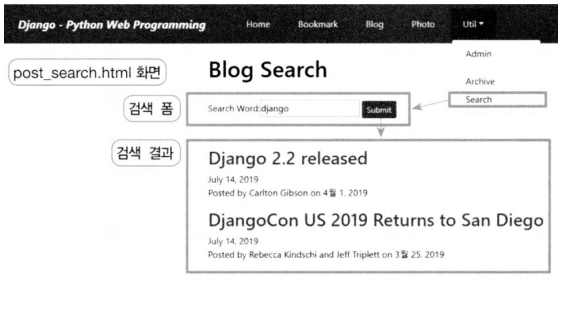 Django - Python Web Programming Home Bookmark Blog Photo Util
Admin
Archive
Search
post_search.html 화면
Blog Search
검색 폼
Search Word:django Submit
검색 결과
Django 2.2 released
July 14, 2019
Posted by Carlton Gibson on 4월 1, 2019
DjangoCon US 2019 Returns to San Diego
July 14, 2019
Posted by Rebecca Kindschi and Jeff Triplett on 3월 25, 2019